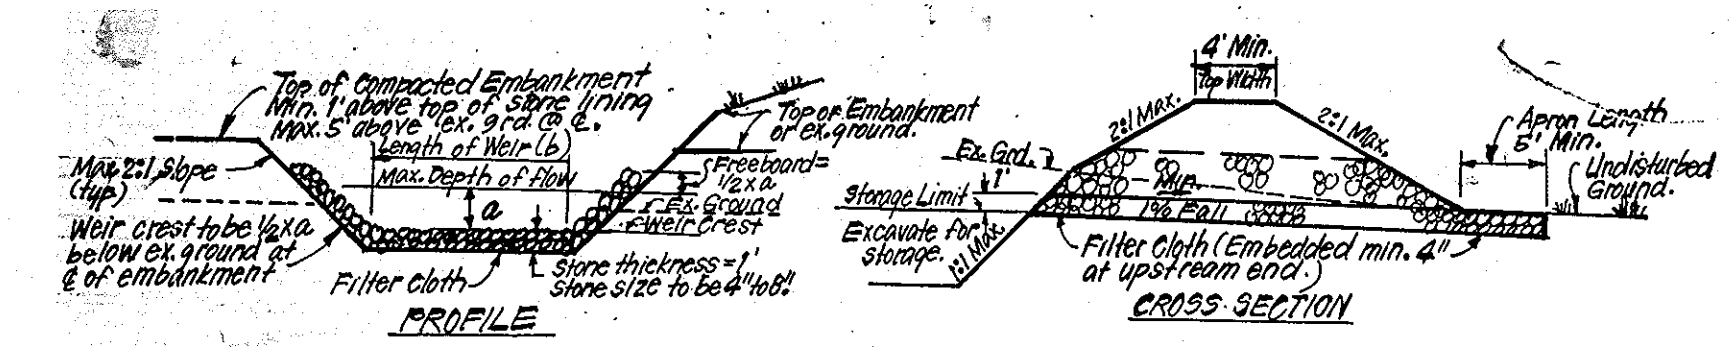 Top of Compacted Embankment
Min. 1' above top of stone lining
Max. 5' above ex. grd. @ ℄.
Length of Weir (b)
Max. Depth of flow
Max 2:1 Slope
(typ)
a
Weir crest to be 1/2 x a
below ex. ground at
℄ of embankment
Filter Cloth
Top of Embankment
or ex. ground.
Freeboard =
1/2 x a
Ex. Ground
Weir Crest
Stone thickness = 1'
Stone size to be 4" to 8".
PROFILE
4' Min.
Top Width
2:1 Max.
2:1 Max.
Apron Length
5' Min.
Undisturbed
Ground.
Ex. Grd.
1'
Storage Limit
Min.
1% Fall
Excavate for
storage.
1:1 Max.
Filter Cloth (Embedded min. 4"
at upstream end.)
CROSS-SECTION